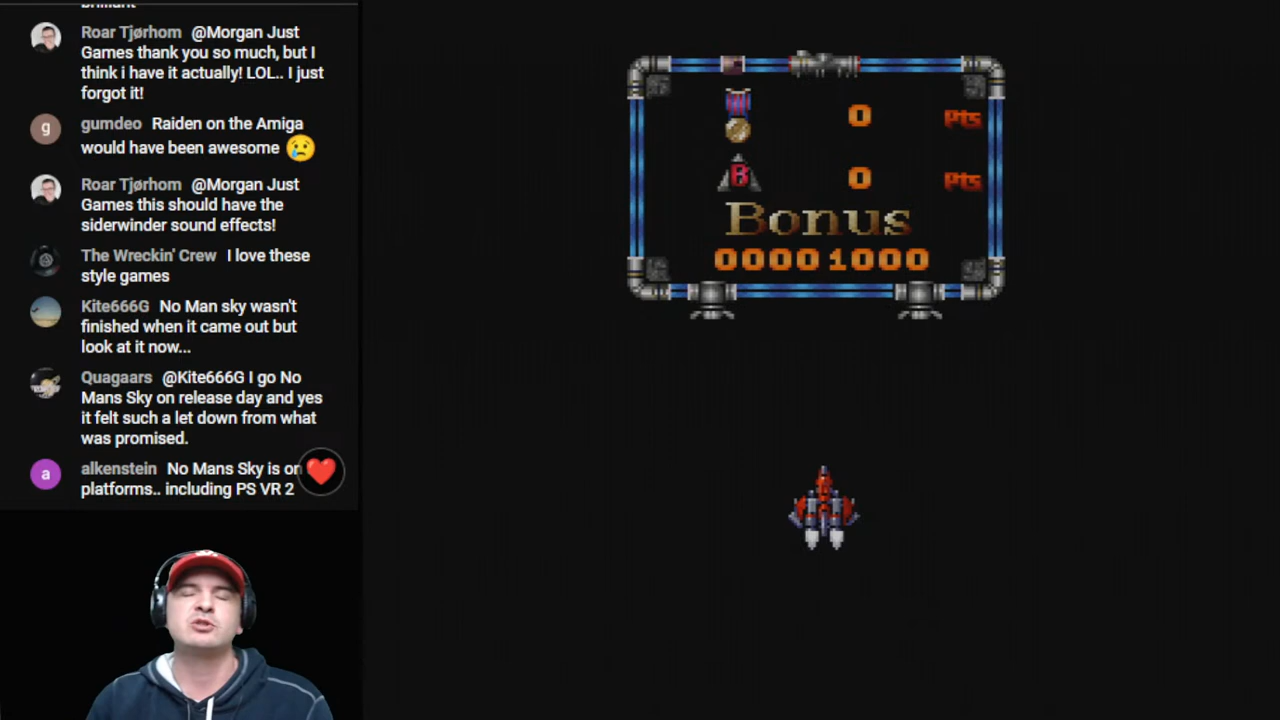 Roar Tjørhom @Morgan Just
Games thank you so much, but I
think i have it actually! LOL.. I just
forgot it!
g
gumdeo Raiden on the Amiga
would have been awesome 😢
Roar Tjørhom @Morgan Just
Games this should have the
siderwinder sound effects!
The Wreckin' Crew I love these
style games
Kite666G No Man sky wasn't
finished when it came out but
look at it now...
Quagaars @Kite666G I go No
Mans Sky on release day and yes
it felt such a let down from what
was promised.
a
alkenstein No Mans Sky is on
platforms.. including PS VR 2
0 Pts
B 0 Pts
Bonus
00001000